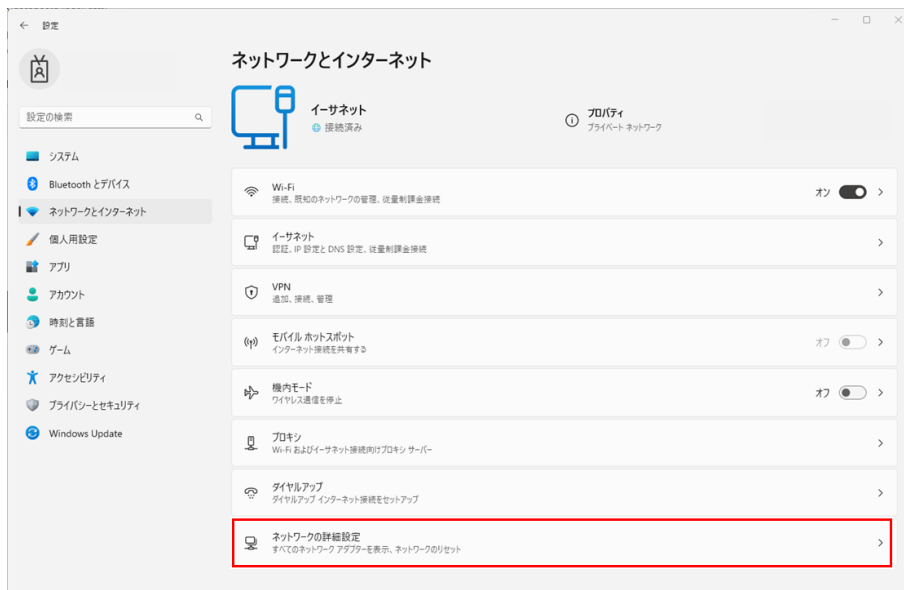 設定
設定の検索
システム
Bluetooth とデバイス
ネットワークとインターネット
個人用設定
アプリ
アカウント
時刻と言語
ゲーム
アクセシビリティ
プライバシーとセキュリティ
Windows Update
ネットワークとインターネット
イーサネット
接続済み
プロパティ
プライベート ネットワーク
Wi-Fi
接続、既知のネットワークの管理、従量制課金接続
オン
イーサネット
認証、IP 設定と DNS 設定、従量制課金接続
VPN
追加、接続、管理
モバイル ホットスポット
インターネット接続を共有する
オフ
機内モード
ワイヤレス通信を停止
オフ
プロキシ
Wi-Fi およびイーサネット接続向けプロキシ サーバー
ダイヤルアップ
ダイヤルアップ インターネット接続をセットアップ
ネットワークの詳細設定
すべてのネットワーク アダプターを表示、ネットワークのリセット